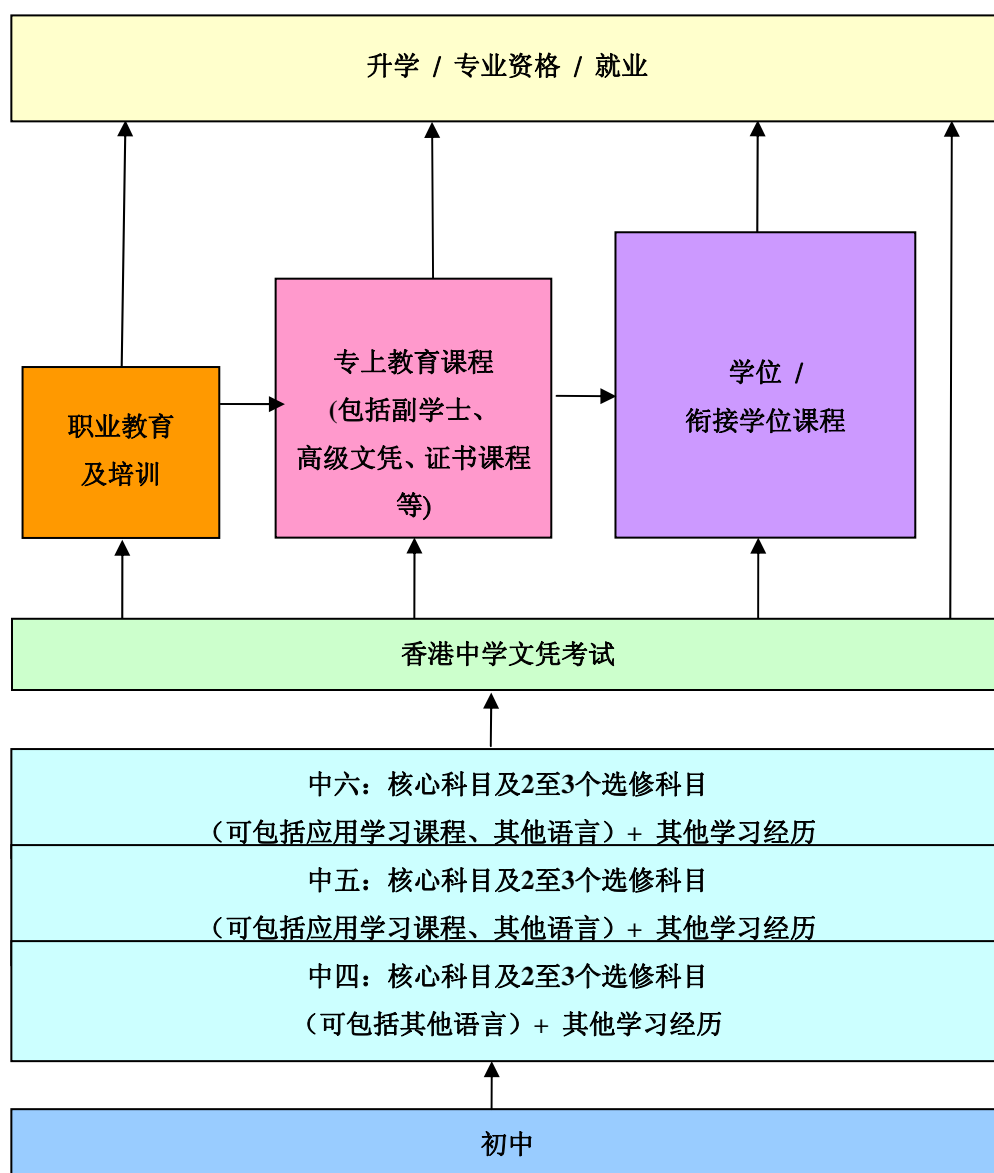 升学 / 专业资格 / 就业
专上教育课程
(包括副学士、
高级文凭、证书课程
等)
学位 /
衔接学位课程
职业教育
及培训
香港中学文凭考试
中六：核心科目及2至3个选修科目
（可包括应用学习课程、其他语言）+ 其他学习经历
中五：核心科目及2至3个选修科目
（可包括应用学习课程、其他语言）+ 其他学习经历
中四：核心科目及2至3个选修科目
（可包括其他语言）+ 其他学习经历
初中